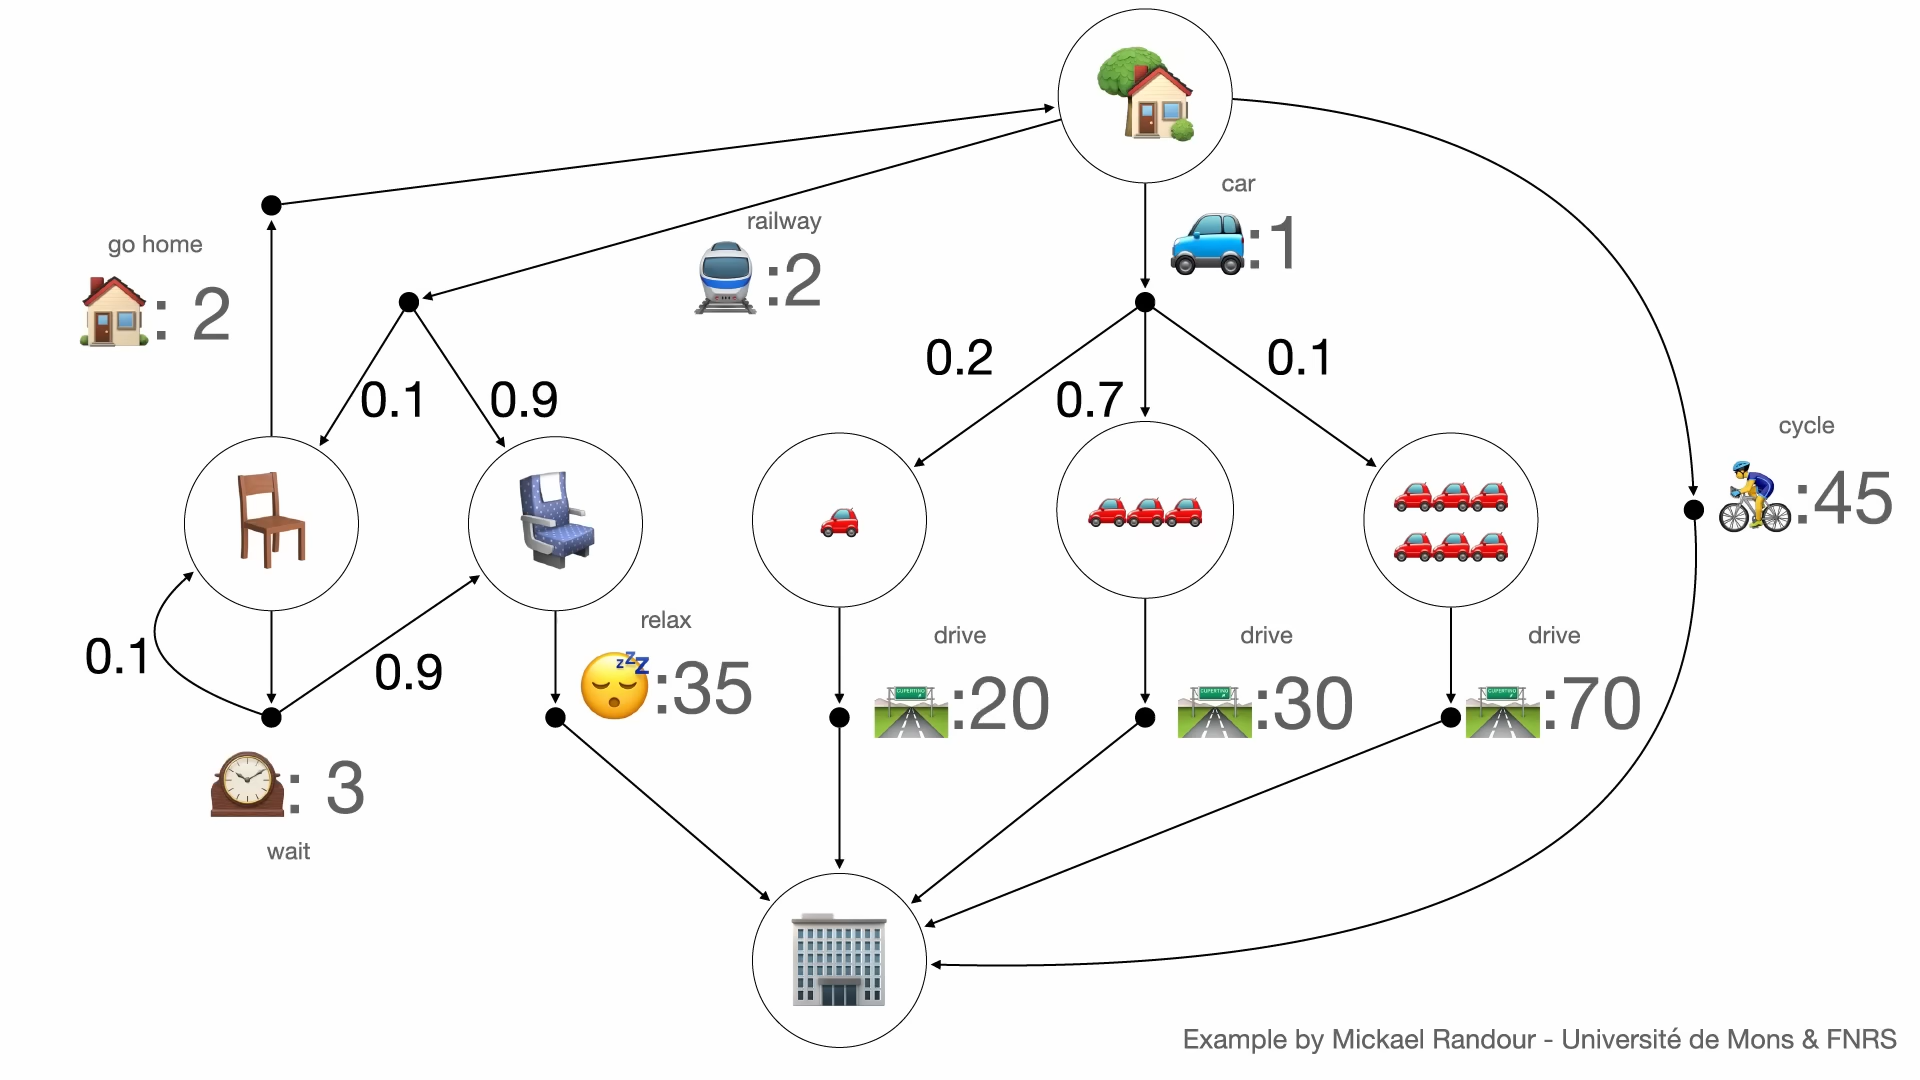 car
:1
railway
:2
go home
: 2
0.2
0.1
0.7
0.1
0.9
cycle
:45
relax
:35
drive
:20
drive
:30
drive
:70
0.1
0.9
: 3
wait
Example by Mickael Randour - Université de Mons & FNRS